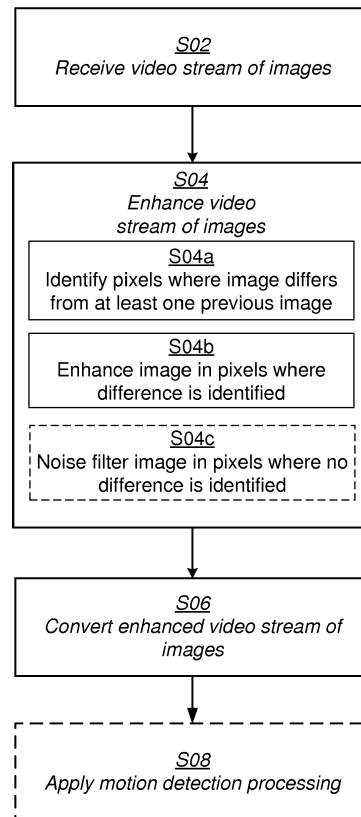 S02
Receive video stream of images
S04
Enhance video
stream of images
S04a
Identify pixels where image differs
from at least one previous image
S04b
Enhance image in pixels where
difference is identified
S04c
Noise filter image in pixels where no
difference is identified
S06
Convert enhanced video stream of
images
S08
Apply motion detection processing